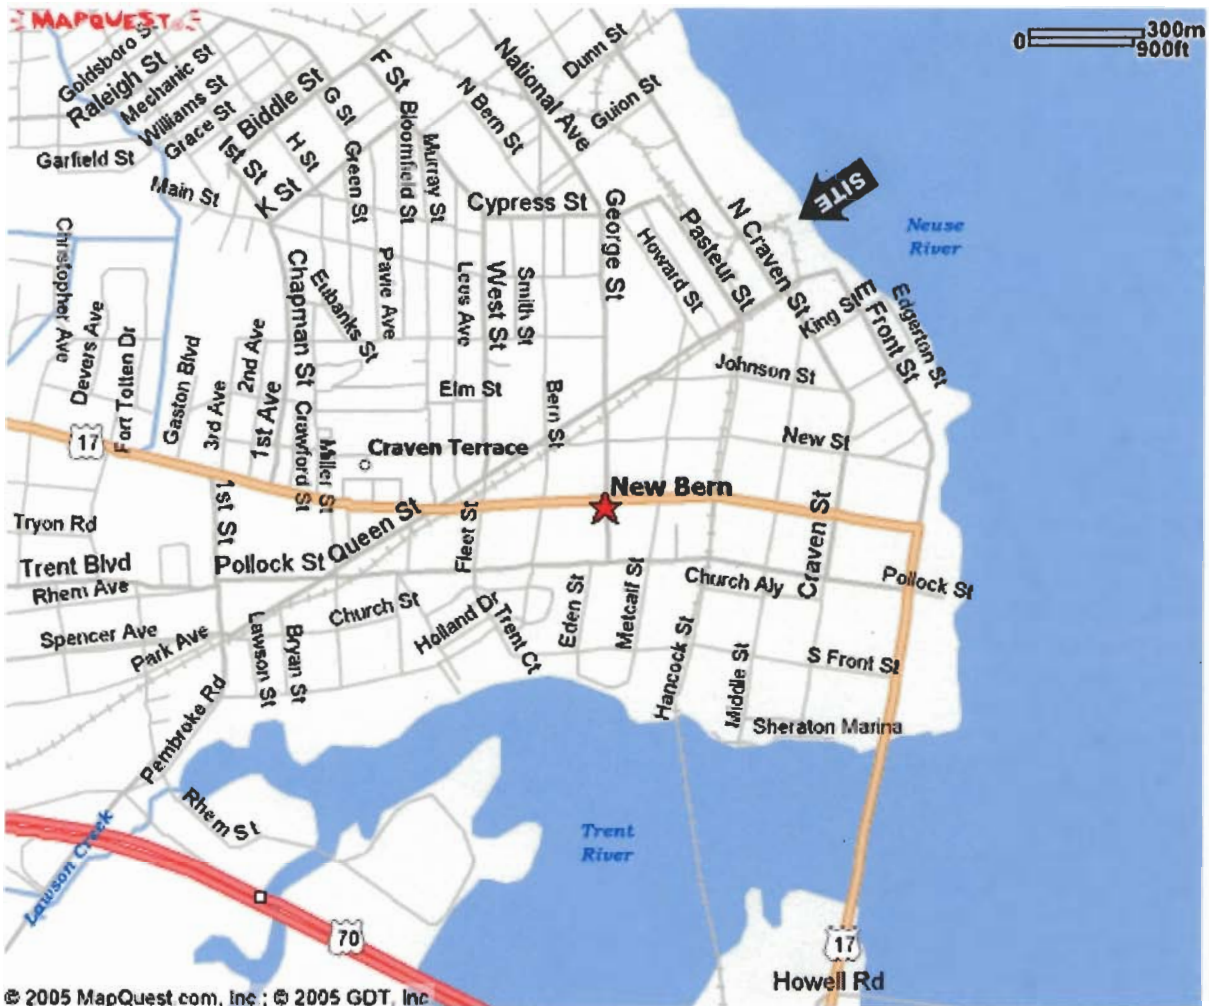 MAPQUEST
0 300m
900ft
Goldsboro S
Raleigh St
Mechanic St
Williams St
Grace St
Biddle St
1st St
H St
G St
F St
K St
Garfield St
Main St
National Ave
Dunn St
Guion St
N Bern St
Bloomfield St
Murray St
Green St
Cypress St
SITE
Neuse
River
George St
Howard St
Pasteur St
N Craven St
King St
E Front St
Edgerton St
Christopher Ave
Devers Ave
Fort Totten Dr
Gaston Blvd
3rd Ave
2nd Ave
1st Ave
Chapman St
Eubanks St
Pavie Ave
West St
Smith St
Crawford St
Miller St
Elm St
Bern St
Johnson St
New St
17
Craven Terrace
New Bern
Tryon Rd
1st St
Queen St
Fleet St
Craven St
Trent Blvd
Pollock St
Rhem Ave
Church Aly
Pollock St
Spencer Ave
Park Ave
Lawson St
Bryan St
Church St
Holland Dr
Trent Ct
Eden St
Metcalf St
Hancock St
Middle St
S Front St
Sheraton Marina
Pembroke Rd
Rhem St
Lawson Creek
Trent
River
70
17
Howell Rd
© 2005 MapQuest.com, Inc ; © 2005 GDT, Inc